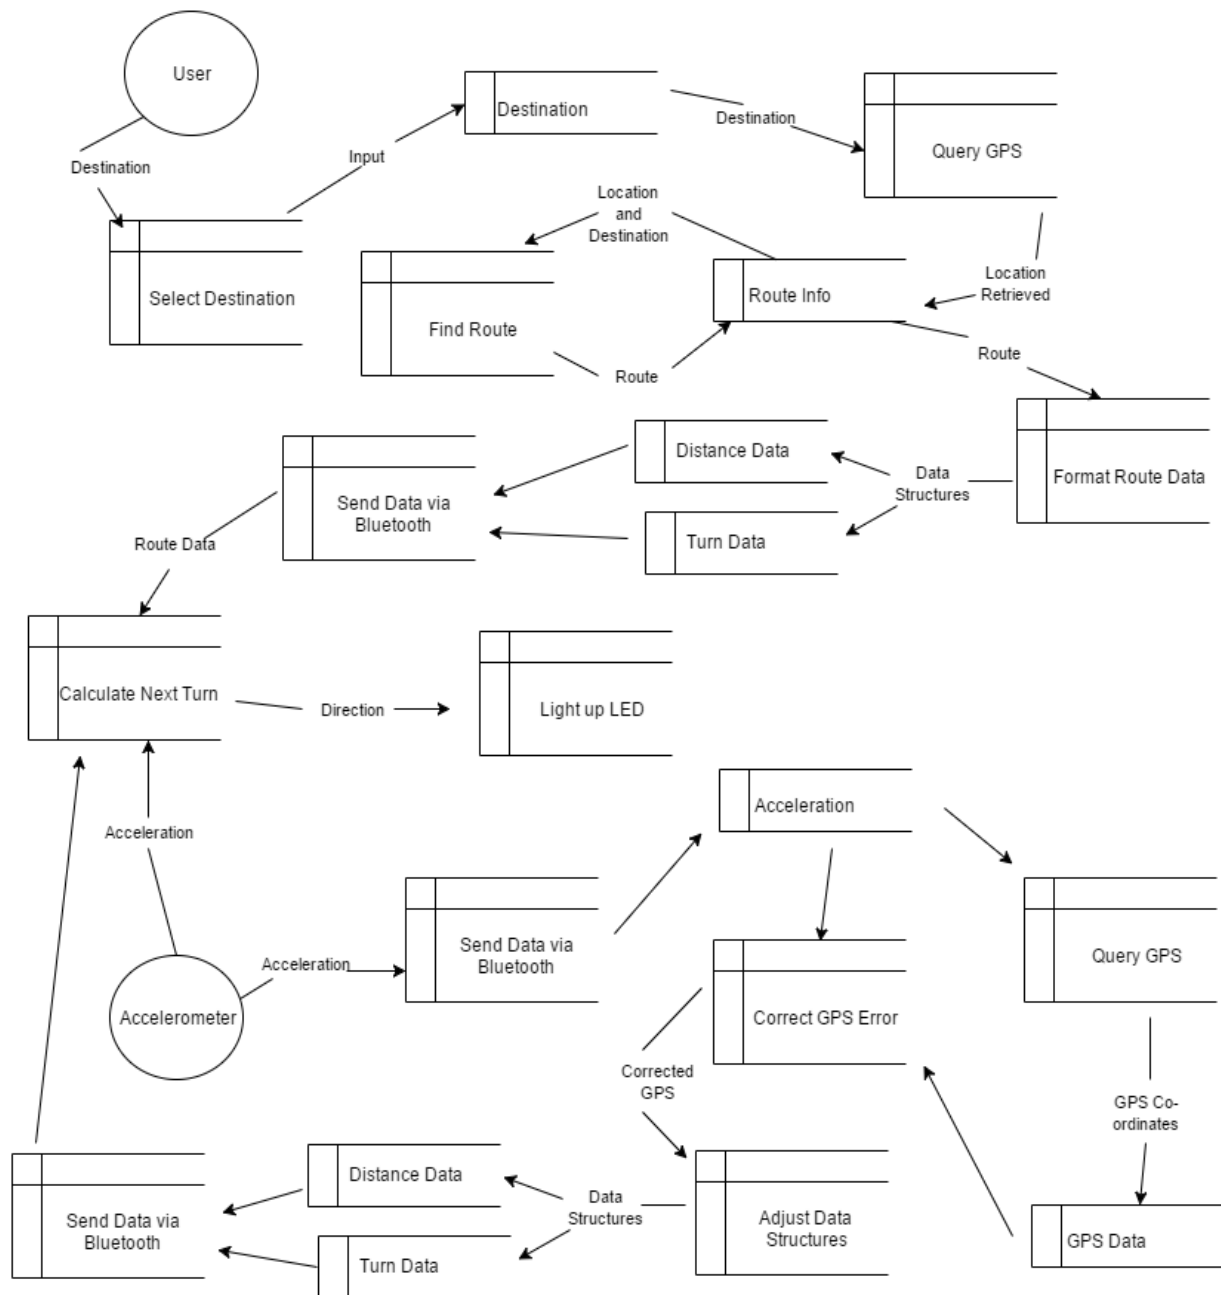 User
Destination
Destination
Destination
Query GPS
Input
Select Destination
Location
and
Destination
Find Route
Route Info
Location
Retrieved
Route
Route
Format Route Data
Distance Data
Data
Structures
Turn Data
Send Data via
Bluetooth
Route Data
Calculate Next Turn
Direction
Light up LED
Acceleration
Acceleration
Accelerometer
Acceleration
Send Data via
Bluetooth
Query GPS
Correct GPS Error
Corrected
GPS
GPS Co-
ordinates
GPS Data
Adjust Data
Structures
Data
Structures
Distance Data
Turn Data
Send Data via
Bluetooth